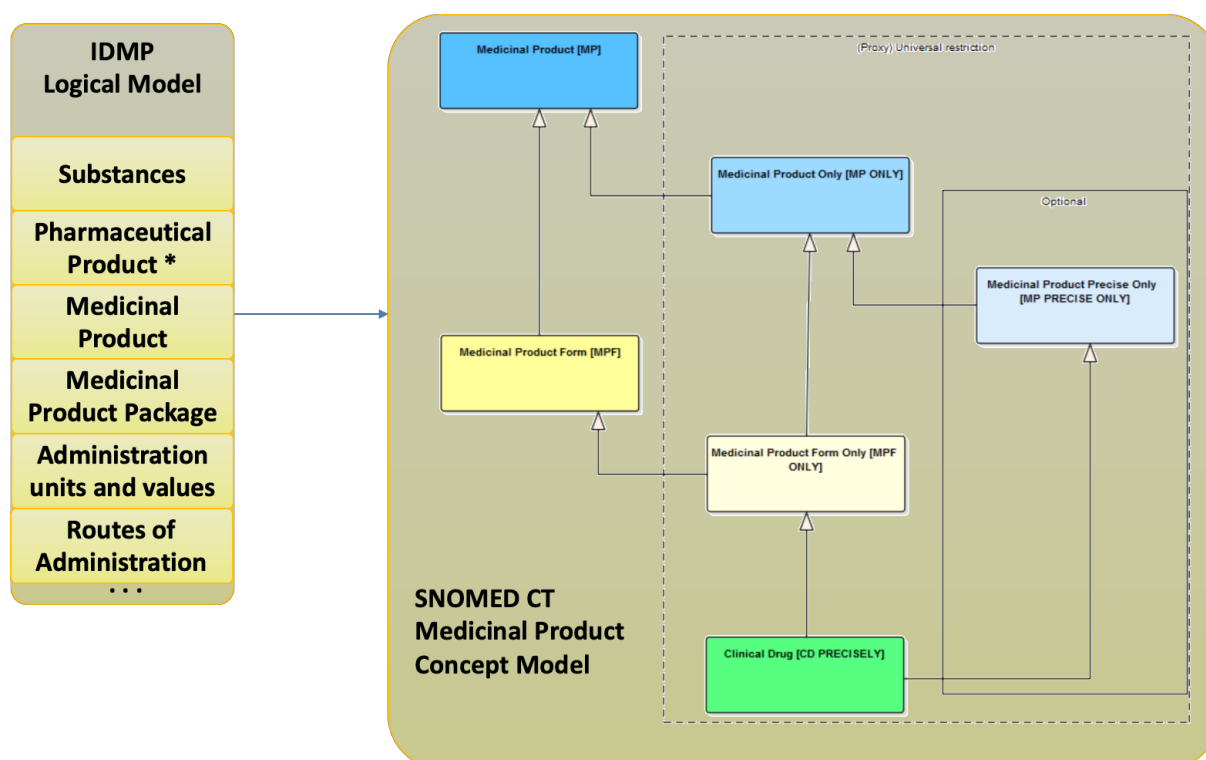 IDMP
Logical Model
Substances
Pharmaceutical
Product *
Medicinal
Product
Medicinal
Product Package
Administration
units and values
Routes of
Administration
...
(Proxy) Universal restriction
Medicinal Product [MP]
Medicinal Product Only [MP ONLY]
Optional
Medicinal Product Precise Only
[MP PRECISE ONLY]
Medicinal Product Form [MPF]
Medicinal Product Form Only [MPF
ONLY]
Clinical Drug [CD PRECISELY]
SNOMED CT
Medicinal Product
Concept Model